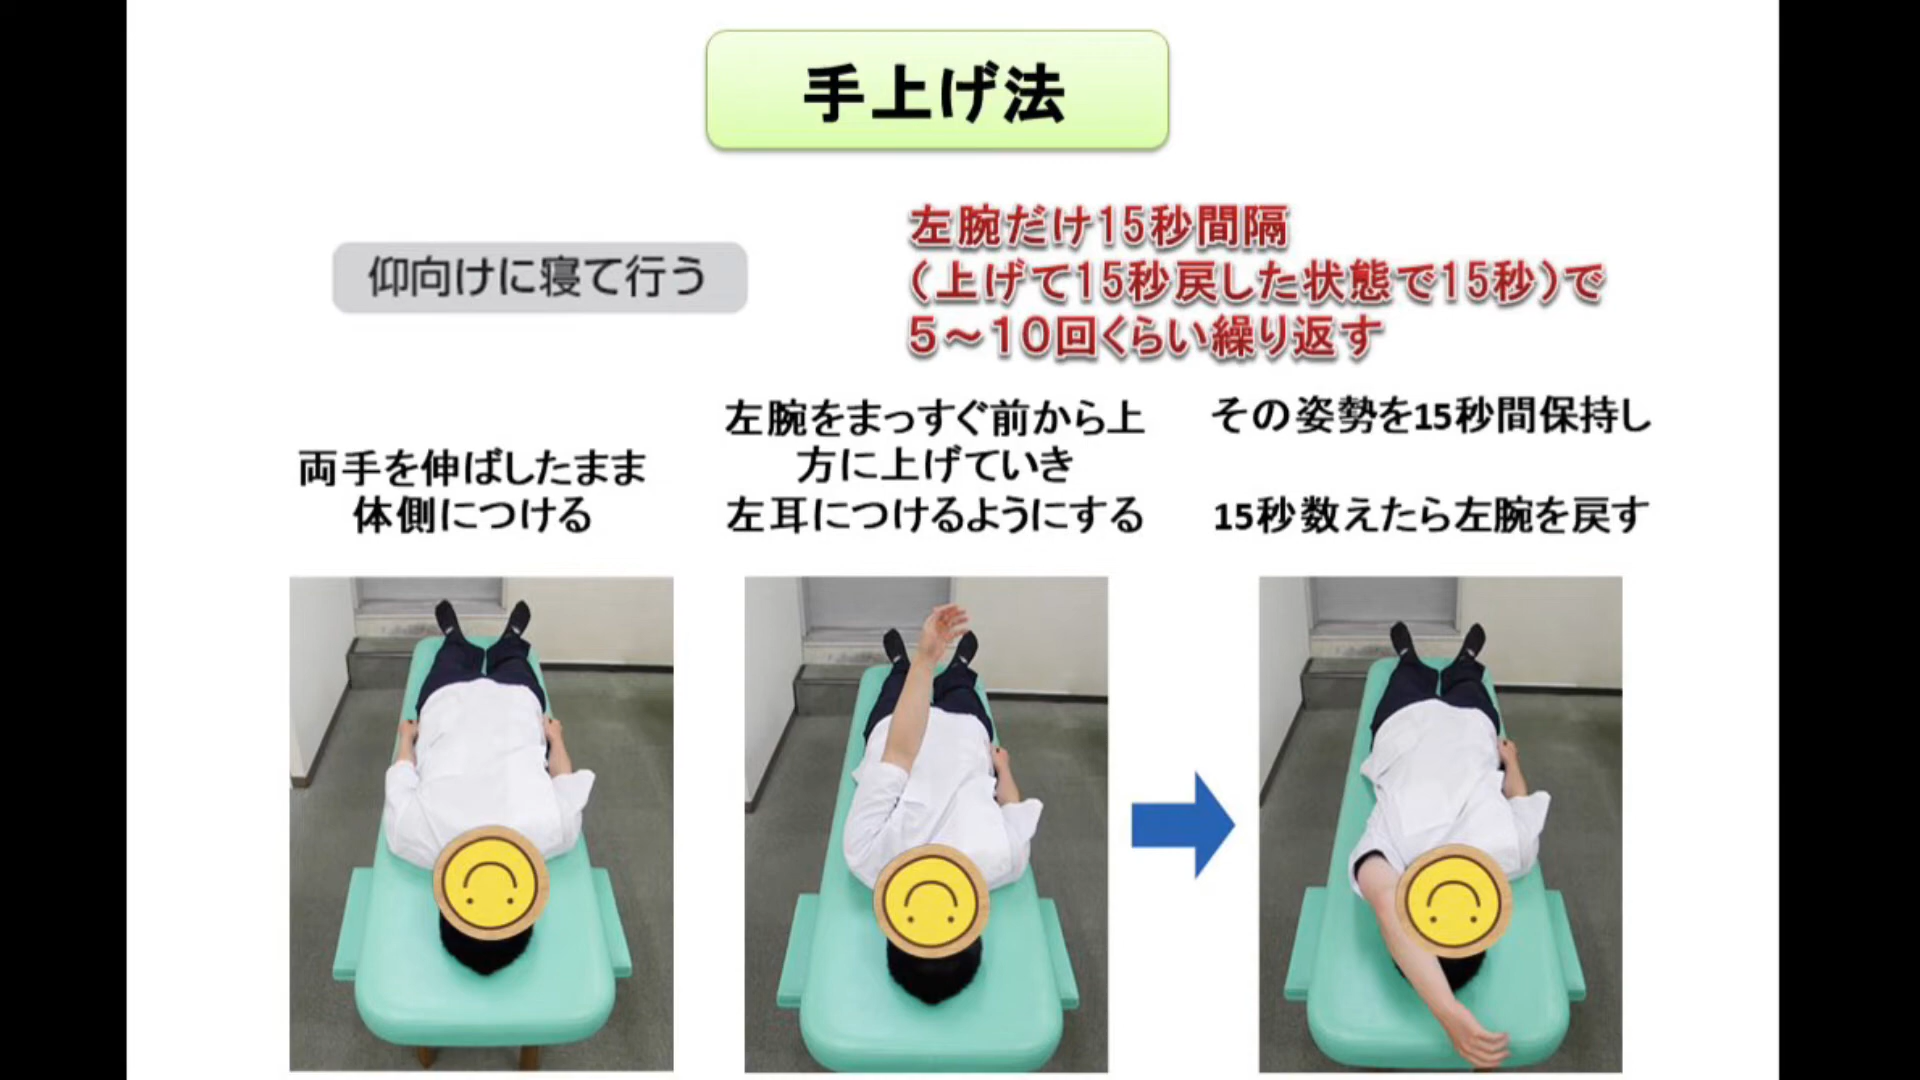 手上げ法
仰向けに寝て行う
左腕だけ15秒間隔
（上げて15秒戻した状態で15秒）で
５～１０回くらい繰り返す
両手を伸ばしたまま
体側につける
左腕をまっすぐ前から上
方に上げていき
左耳につけるようにする
その姿勢を15秒間保持し
15秒数えたら左腕を戻す